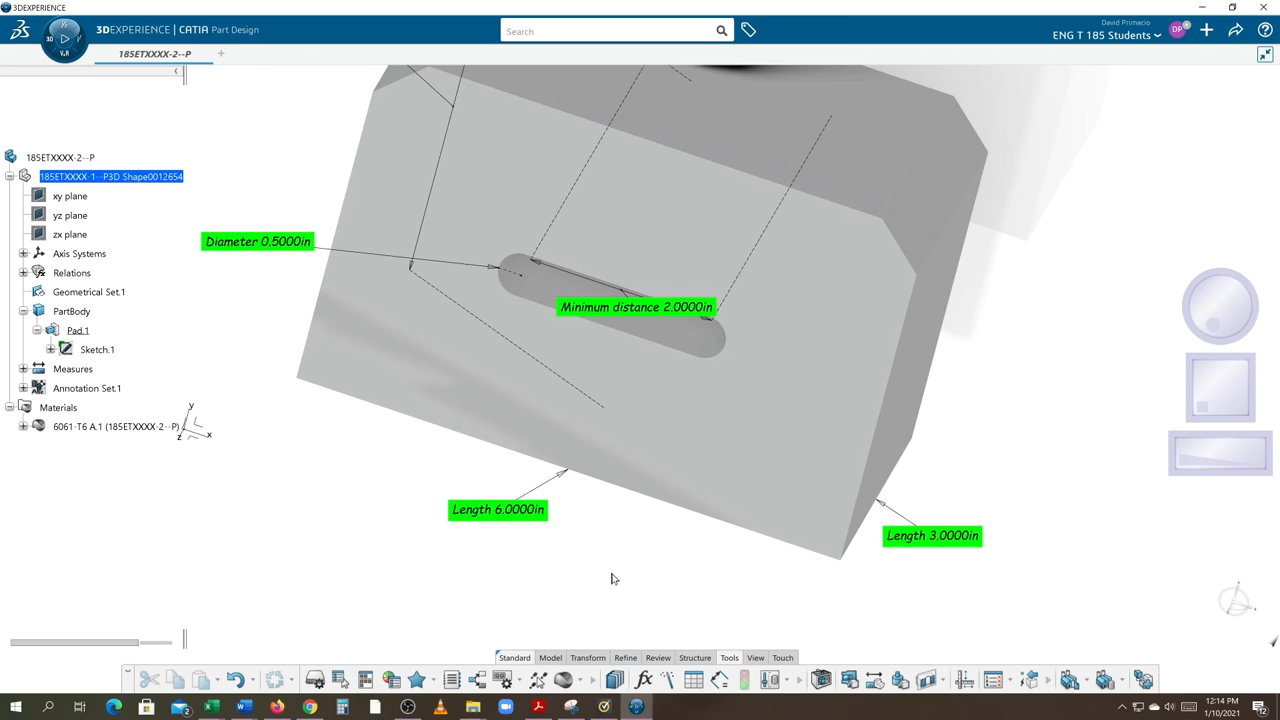 3DEXPERIENCE
3DEXPERIENCE | CATIA Part Design
V,R
3D
Search
David Primacio
ENG T 185 Students
DP
185ETXXXX-2--P
185ETXXXX-2--P
185ETXXXX-1--P3D Shape0012654
xy plane
yz plane
zx plane
Axis Systems
Relations
Geometrical Set.1
PartBody
Pad.1
Sketch.1
Measures
Annotation Set.1
Materials
6061-T6 A.1 (185ETXXXX-2--P)
y
x
z
Diameter 0.5000in
Minimum distance 2.0000in
Length 6.0000in
Length 3.0000in
Standard Model Transform Refine Review Structure Tools View Touch
12:14 PM
1/10/2021